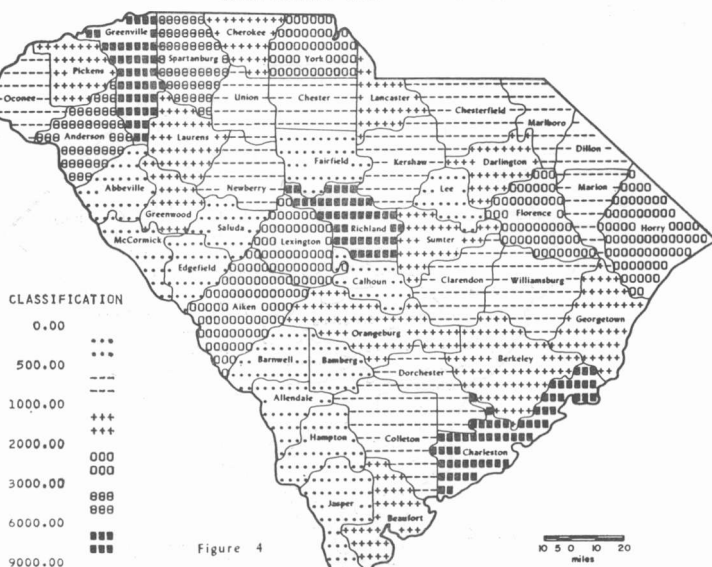 Greenville
Cherokee
Spartanburg
York
Pickens
Oconee
Union
Chester
Lancaster
Chesterfield
Marlboro
Anderson
Laurens
Dillon
Fairfield
Kershaw
Darlington
Abbeville
Newberry
Lee
Marion
Greenwood
Florence
Saluda
Richland
Horry
McCormick
Lexington
Sumter
Edgefield
Calhoun
Clarendon
Williamsburg
Aiken
Georgetown
Orangeburg
Barnwell
Bamberg
Berkeley
Dorchester
Allendale
Hampton
Colleton
Charleston
Jasper
Beaufort
CLASSIFICATION
0.00
500.00
1000.00
2000.00
3000.00
6000.00
9000.00
Figure 4
10 5 0 10 20
miles